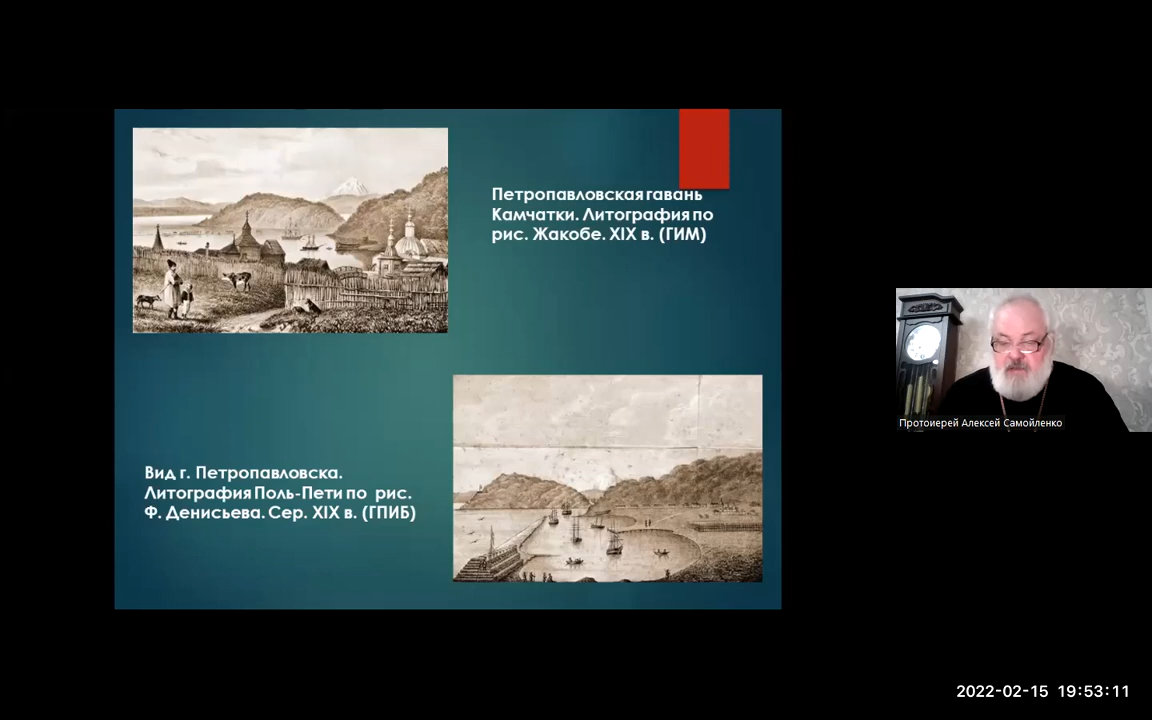 Петропавловская гавань
Камчатки. Литография по
рис. Жакобе. XIX в. (ГИМ)
Вид г. Петропавловска.
Литография Поль-Пети по рис.
Ф. Денисьева. Сер. XIX в. (ГПИБ)
Протоиерей Алексей Самойленко
2022-02-15 19:53:11